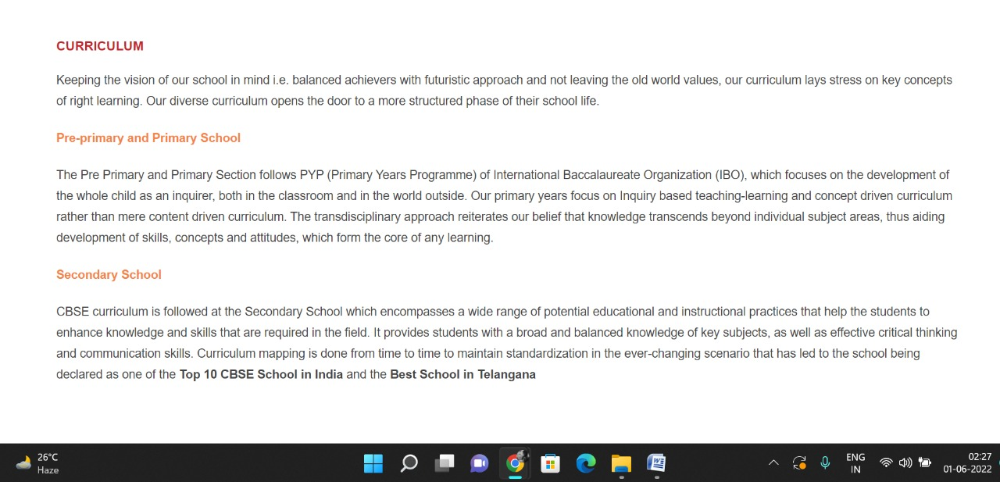 CURRICULUM
Keeping the vision of our school in mind i.e. balanced achievers with futuristic approach and not leaving the old world values, our curriculum lays stress on key concepts
of right learning. Our diverse curriculum opens the door to a more structured phase of their school life.
Pre-primary and Primary School
The Pre Primary and Primary Section follows PYP (Primary Years Programme) of International Baccalaureate Organization (IBO), which focuses on the development of
the whole child as an inquirer, both in the classroom and in the world outside. Our primary years focus on Inquiry based teaching-learning and concept driven curriculum
rather than mere content driven curriculum. The transdisciplinary approach reiterates our belief that knowledge transcends beyond individual subject areas, thus aiding
development of skills, concepts and attitudes, which form the core of any learning.
Secondary School
CBSE curriculum is followed at the Secondary School which encompasses a wide range of potential educational and instructional practices that help the students to
enhance knowledge and skills that are required in the field. It provides students with a broad and balanced knowledge of key subjects, as well as effective critical thinking
and communication skills. Curriculum mapping is done from time to time to maintain standardization in the ever-changing scenario that has led to the school being
declared as one of the Top 10 CBSE School in India and the Best School in Telangana
26°C
Haze
W
ENG
IN
02:27
01-06-2022